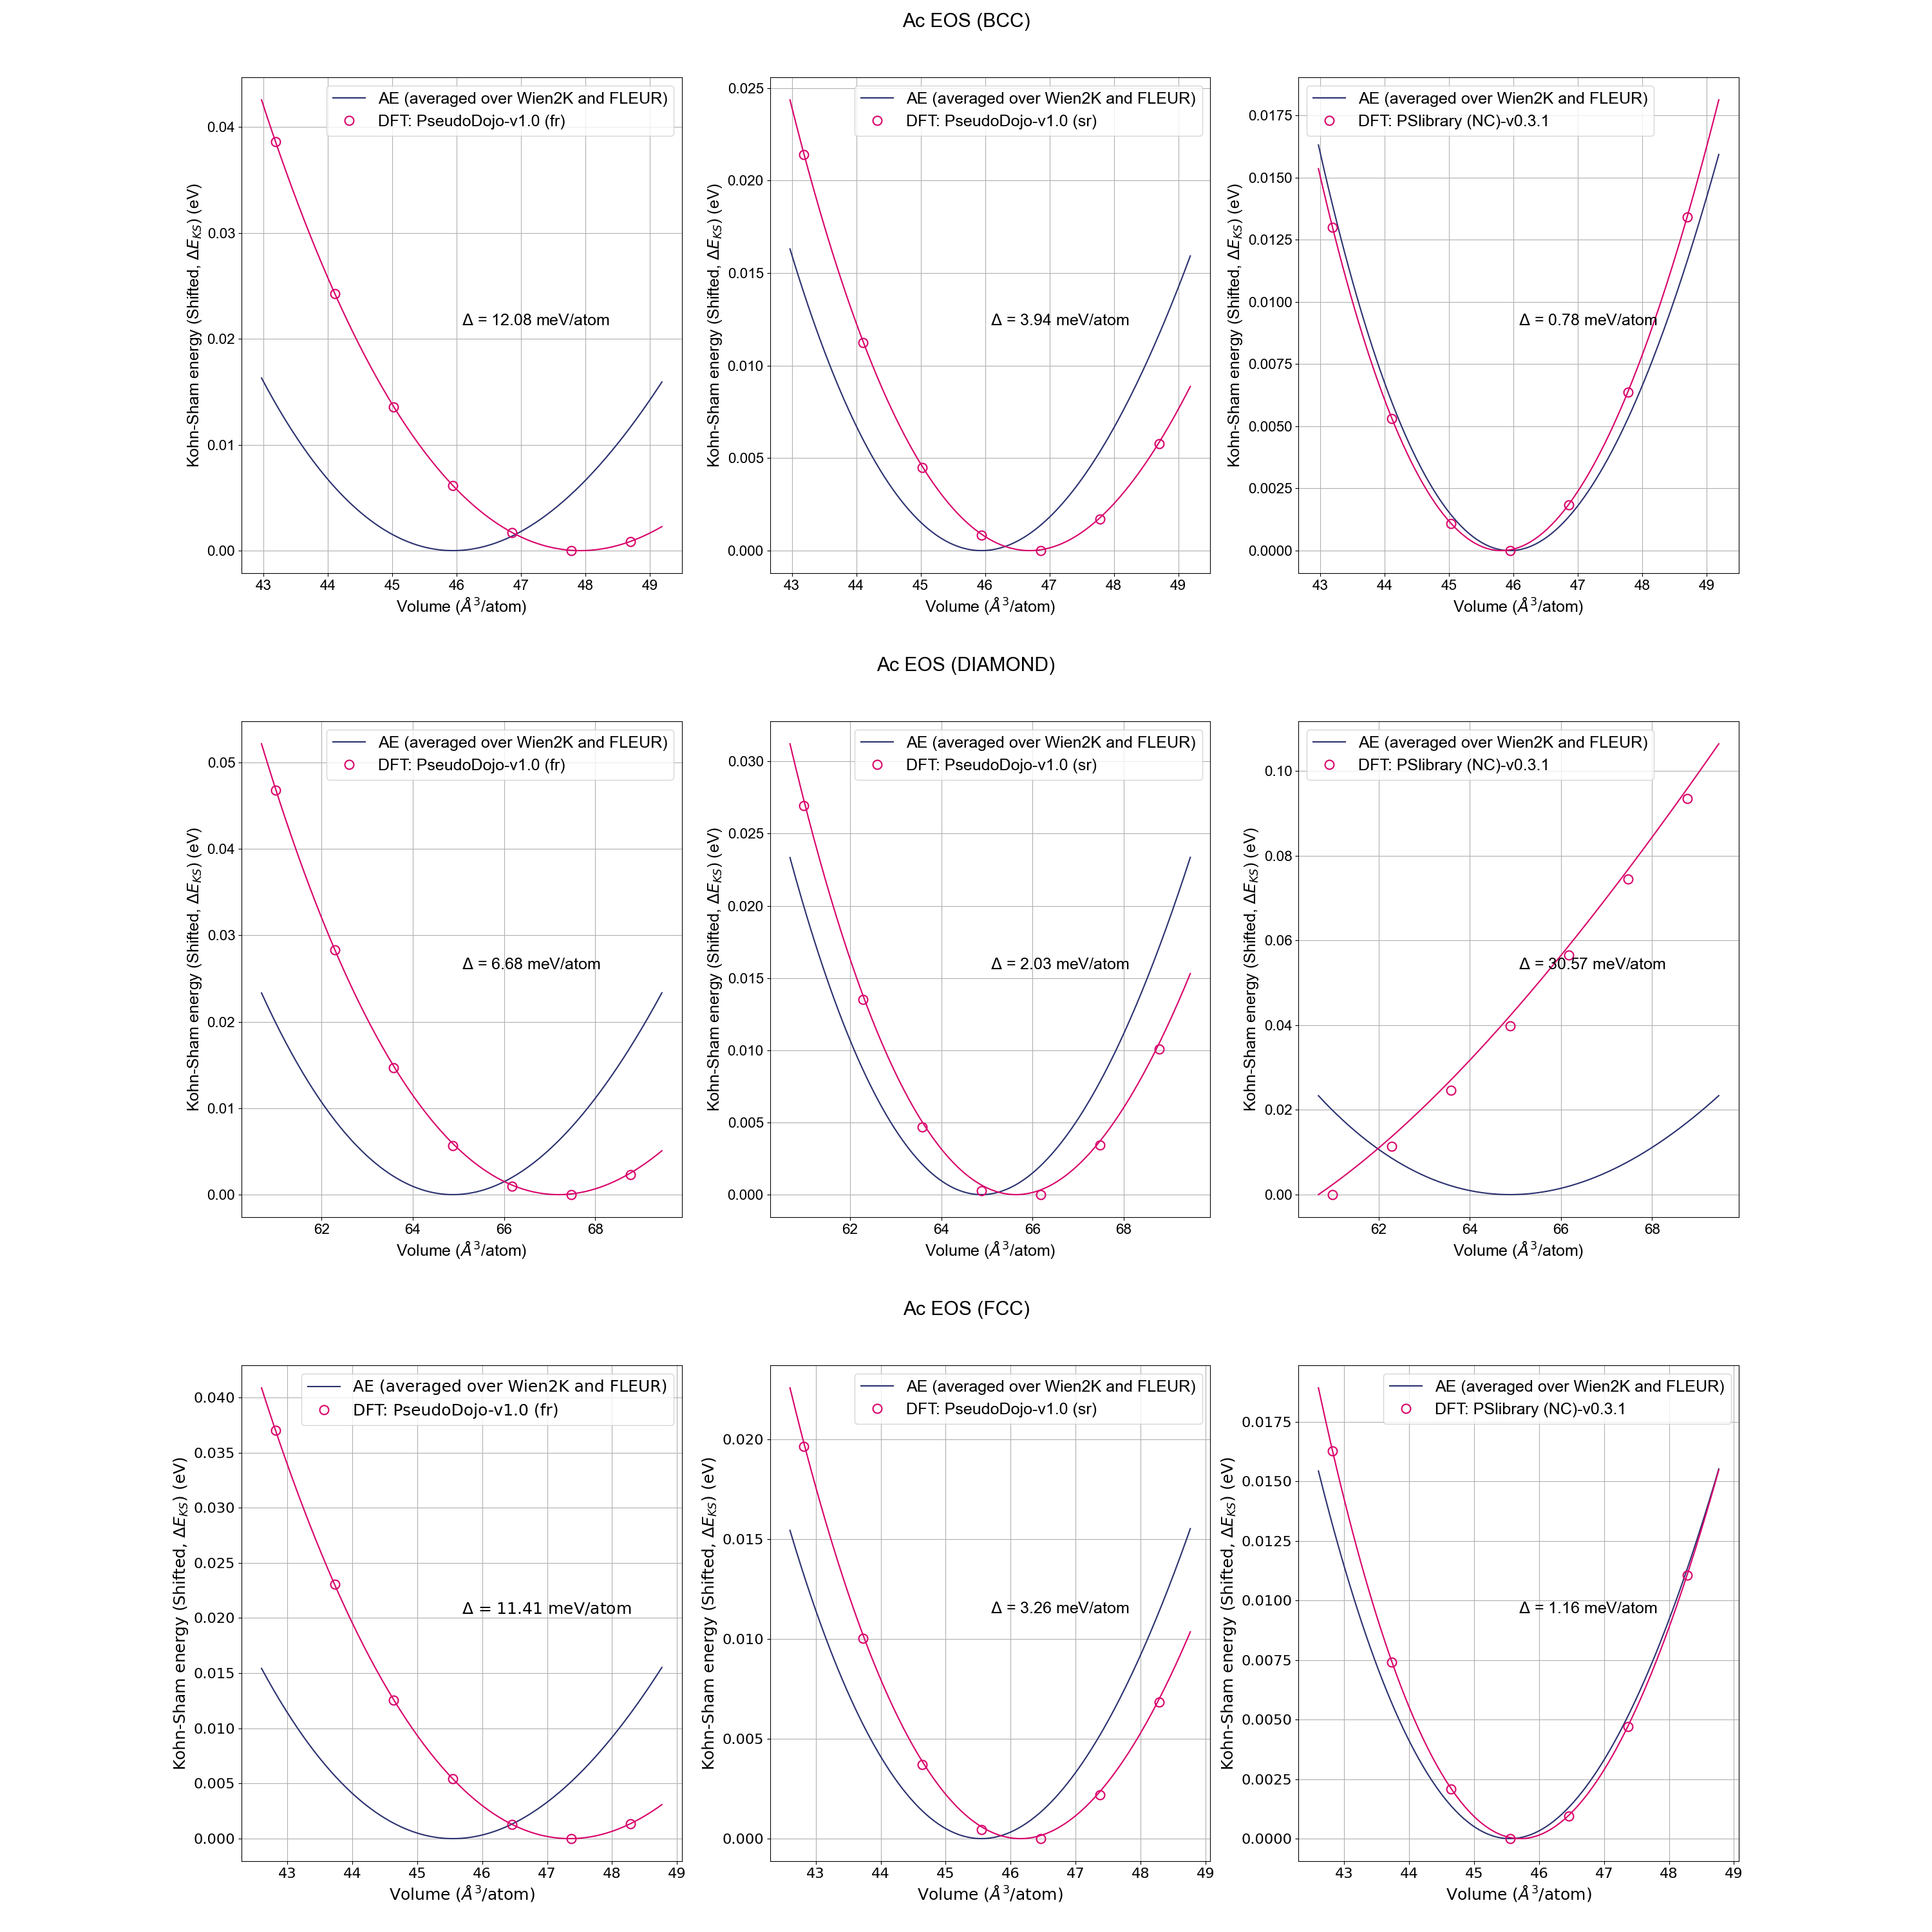 Ac EOS (BCC)
AE (averaged over Wien2K and FLEUR)
DFT: PseudoDojo-v1.0 (fr)
Δ = 12.08 meV/atom
Kohn-Sham energy (Shifted, ΔE_KS) (eV)
0.04
0.03
0.02
0.01
0.00
43 44 45 46 47 48 49
Volume (Å³/atom)
AE (averaged over Wien2K and FLEUR)
DFT: PseudoDojo-v1.0 (sr)
Δ = 3.94 meV/atom
Kohn-Sham energy (Shifted, ΔE_KS) (eV)
0.025
0.020
0.015
0.010
0.005
0.000
43 44 45 46 47 48 49
Volume (Å³/atom)
AE (averaged over Wien2K and FLEUR)
DFT: PSlibrary (NC)-v0.3.1
Δ = 0.78 meV/atom
Kohn-Sham energy (Shifted, ΔE_KS) (eV)
0.0175
0.0150
0.0125
0.0100
0.0075
0.0050
0.0025
0.0000
43 44 45 46 47 48 49
Volume (Å³/atom)
Ac EOS (DIAMOND)
AE (averaged over Wien2K and FLEUR)
DFT: PseudoDojo-v1.0 (fr)
Δ = 6.68 meV/atom
Kohn-Sham energy (Shifted, ΔE_KS) (eV)
0.05
0.04
0.03
0.02
0.01
0.00
62 64 66 68
Volume (Å³/atom)
AE (averaged over Wien2K and FLEUR)
DFT: PseudoDojo-v1.0 (sr)
Δ = 2.03 meV/atom
Kohn-Sham energy (Shifted, ΔE_KS) (eV)
0.030
0.025
0.020
0.015
0.010
0.005
0.000
62 64 66 68
Volume (Å³/atom)
AE (averaged over Wien2K and FLEUR)
DFT: PSlibrary (NC)-v0.3.1
Δ = 30.57 meV/atom
Kohn-Sham energy (Shifted, ΔE_KS) (eV)
0.10
0.08
0.06
0.04
0.02
0.00
62 64 66 68
Volume (Å³/atom)
Ac EOS (FCC)
AE (averaged over Wien2K and FLEUR)
DFT: PseudoDojo-v1.0 (fr)
Δ = 11.41 meV/atom
Kohn-Sham energy (Shifted, ΔE_KS) (eV)
0.040
0.035
0.030
0.025
0.020
0.015
0.010
0.005
0.000
43 44 45 46 47 48 49
Volume (Å³/atom)
AE (averaged over Wien2K and FLEUR)
DFT: PseudoDojo-v1.0 (sr)
Δ = 3.26 meV/atom
Kohn-Sham energy (Shifted, ΔE_KS) (eV)
0.020
0.015
0.010
0.005
0.000
43 44 45 46 47 48 49
Volume (Å³/atom)
AE (averaged over Wien2K and FLEUR)
DFT: PSlibrary (NC)-v0.3.1
Δ = 1.16 meV/atom
Kohn-Sham energy (Shifted, ΔE_KS) (eV)
0.0175
0.0150
0.0125
0.0100
0.0075
0.0050
0.0025
0.0000
43 44 45 46 47 48 49
Volume (Å³/atom)